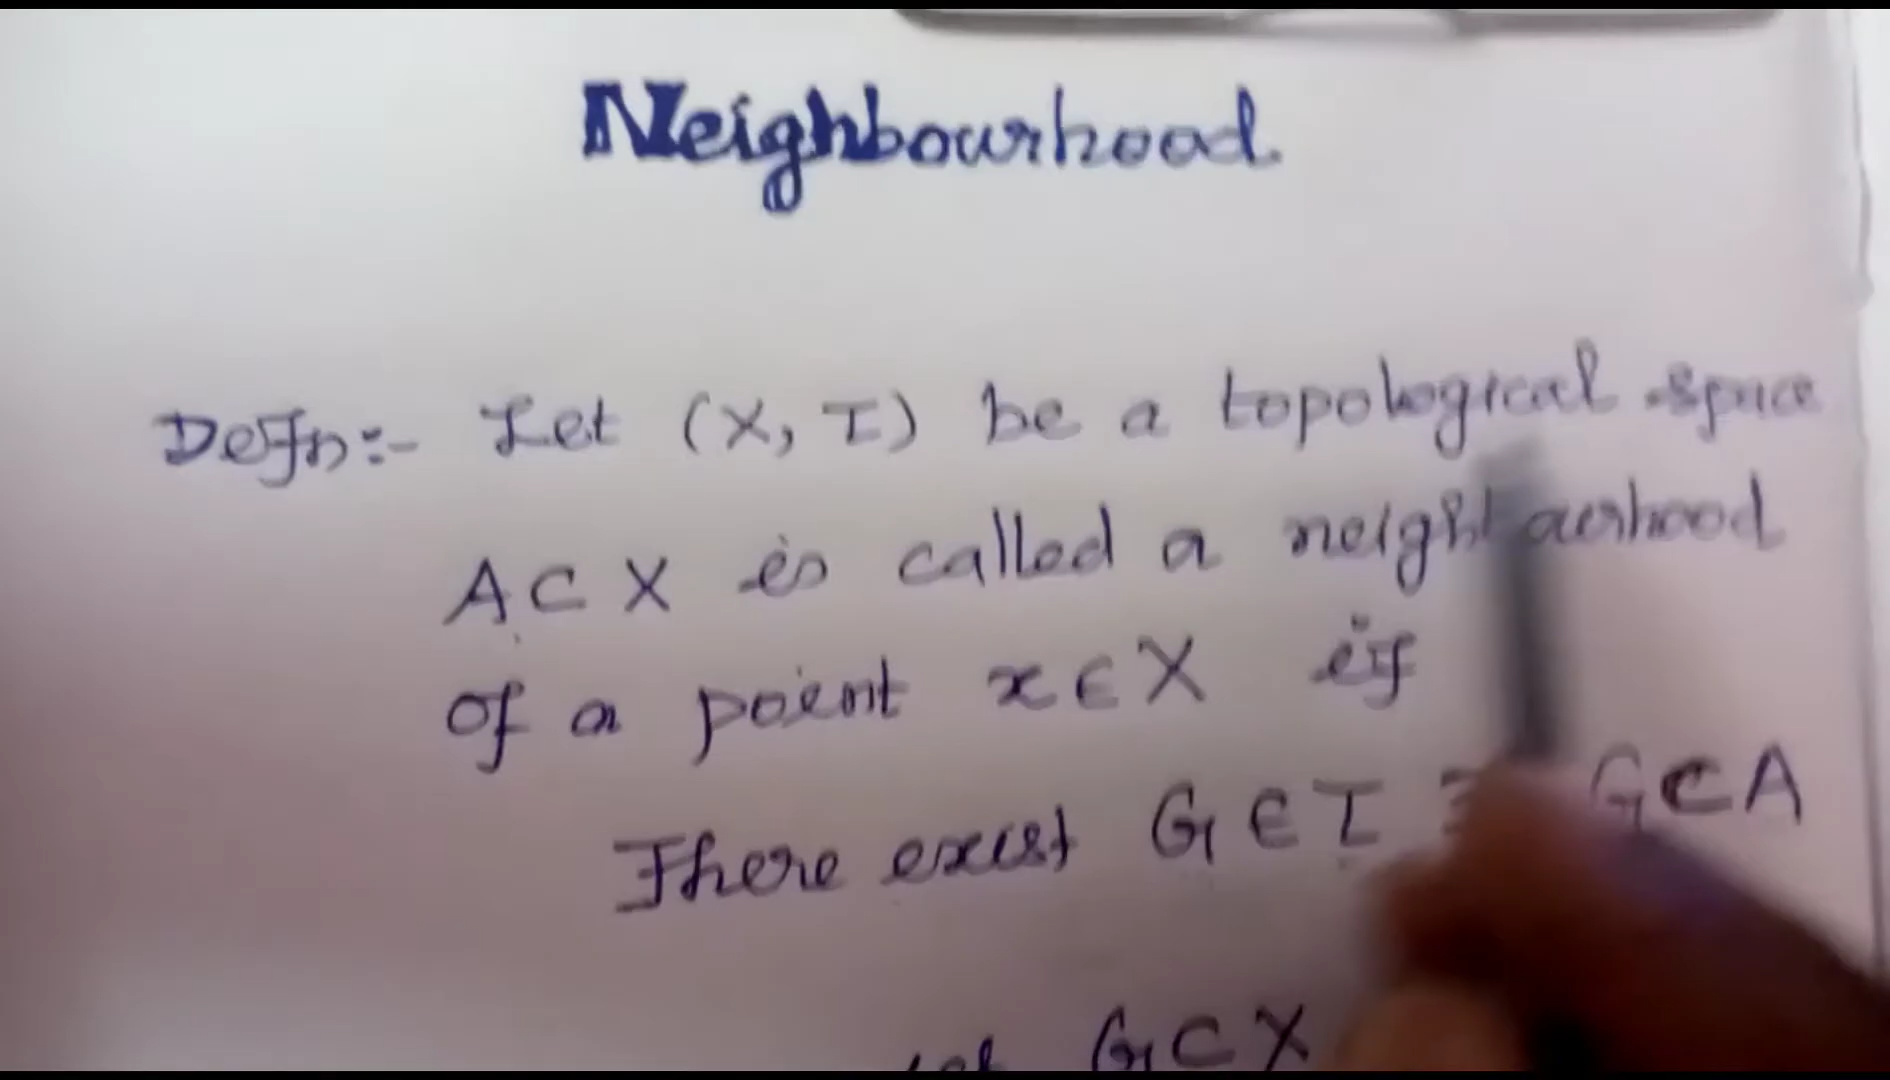 Neighbourhood.
Defn:- Let (X, T) be a topological space
A ⊂ X is called a neighbourhood
of a point x ∈ X if
There exist G ∈ T G ⊂ A
G ⊂ X